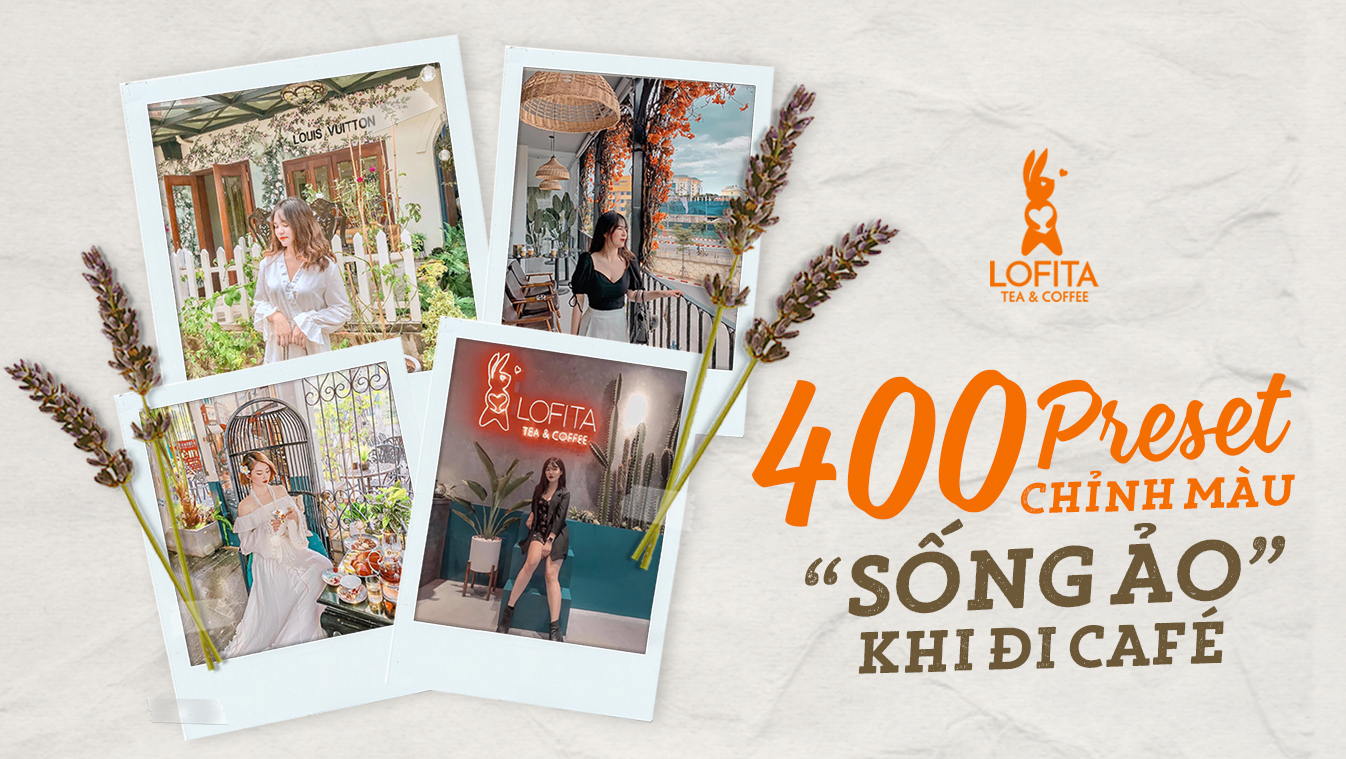 LOUIS VUITTON
LOFITA
TEA & COFFEE
LOFITA
TEA & COFFEE
400 Preset
CHỈNH MÀU
“SỐNG ẢO”
KHI ĐI CAFÉ